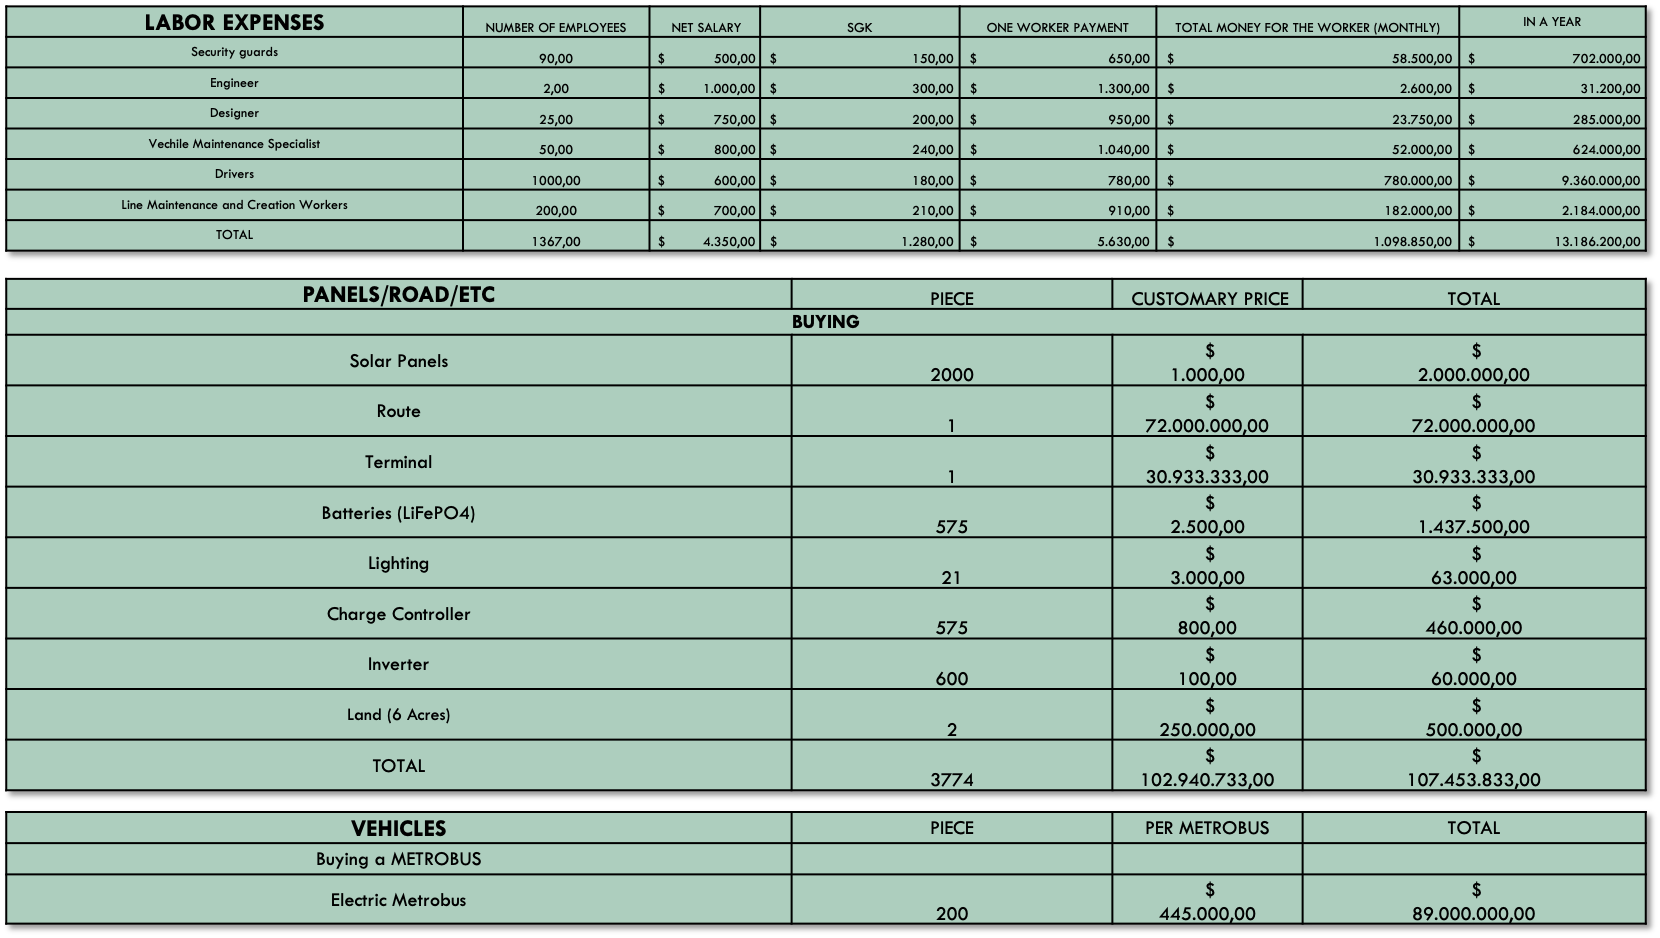 LABOR EXPENSES NUMBER OF EMPLOYEES NET SALARY SGK ONE WORKER PAYMENT TOTAL MONEY FOR THE WORKER (MONTHLY) IN A YEAR
Security guards 90,00 $ 500,00 $ 150,00 $ 650,00 $ 58.500,00 $ 702.000,00
Engineer 2,00 $ 1.000,00 $ 300,00 $ 1.300,00 $ 2.600,00 $ 31.200,00
Designer 25,00 $ 750,00 $ 200,00 $ 950,00 $ 23.750,00 $ 285.000,00
Vechile Maintenance Specialist 50,00 $ 800,00 $ 240,00 $ 1.040,00 $ 52.000,00 $ 624.000,00
Drivers 1000,00 $ 600,00 $ 180,00 $ 780,00 $ 780.000,00 $ 9.360.000,00
Line Maintenance and Creation Workers 200,00 $ 700,00 $ 210,00 $ 910,00 $ 182.000,00 $ 2.184.000,00
TOTAL 1367,00 $ 4.350,00 $ 1.280,00 $ 5.630,00 $ 1.098.850,00 $ 13.186.200,00
PANELS/ROAD/ETC PIECE CUSTOMARY PRICE TOTAL
BUYING
Solar Panels 2000 $ 1.000,00 $ 2.000.000,00
Route 1 $ 72.000.000,00 $ 72.000.000,00
Terminal 1 $ 30.933.333,00 $ 30.933.333,00
Batteries (LiFePO4) 575 $ 2.500,00 $ 1.437.500,00
Lighting 21 $ 3.000,00 $ 63.000,00
Charge Controller 575 $ 800,00 $ 460.000,00
Inverter 600 $ 100,00 $ 60.000,00
Land (6 Acres) 2 $ 250.000,00 $ 500.000,00
TOTAL 3774 $ 102.940.733,00 $ 107.453.833,00
VEHICLES PIECE PER METROBUS TOTAL
Buying a METROBUS
Electric Metrobus 200 $ 445.000,00 $ 89.000.000,00